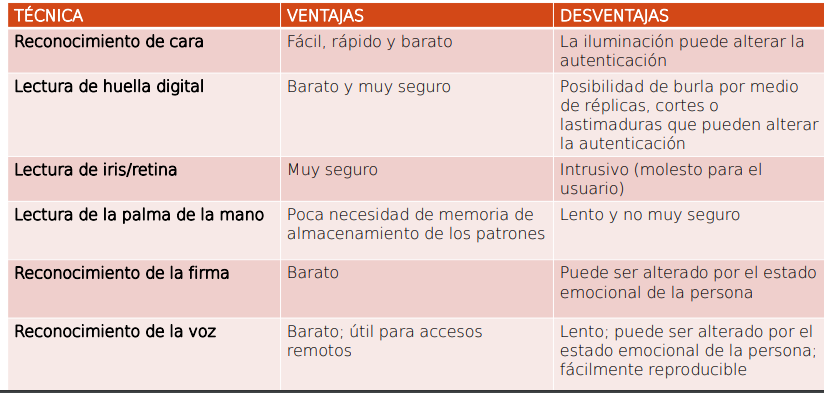 TÉCNICA VENTAJAS DESVENTAJAS
Reconocimiento de cara Fácil, rápido y barato La iluminación puede alterar la
autenticación
Lectura de huella digital Barato y muy seguro Posibilidad de burla por medio
de réplicas, cortes o
lastimaduras que pueden alterar
la autenticación
Lectura de iris/retina Muy seguro Intrusivo (molesto para el
usuario)
Lectura de la palma de la mano Poca necesidad de memoria de Lento y no muy seguro
almacenamiento de los patrones
Reconocimiento de la firma Barato Puede ser alterado por el estado
emocional de la persona
Reconocimiento de la voz Barato; útil para accesos Lento; puede ser alterado por el
remotos estado emocional de la persona;
fácilmente reproducible